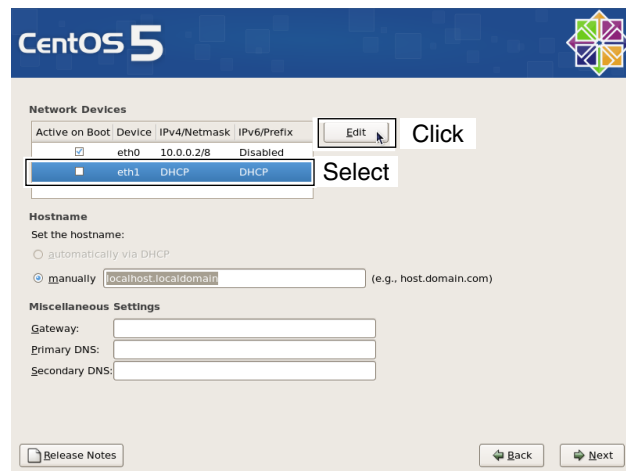 CentOS 5
Network Devices
Active on Boot Device IPv4/Netmask IPv6/Prefix
Edit
Click
eth0 10.0.0.2/8 Disabled
eth1 DHCP DHCP
Select
Hostname
Set the hostname:
automatically via DHCP
manually localhost.localdomain (e.g., host.domain.com)
Miscellaneous Settings
Gateway:
Primary DNS:
Secondary DNS:
Release Notes
Back
Next